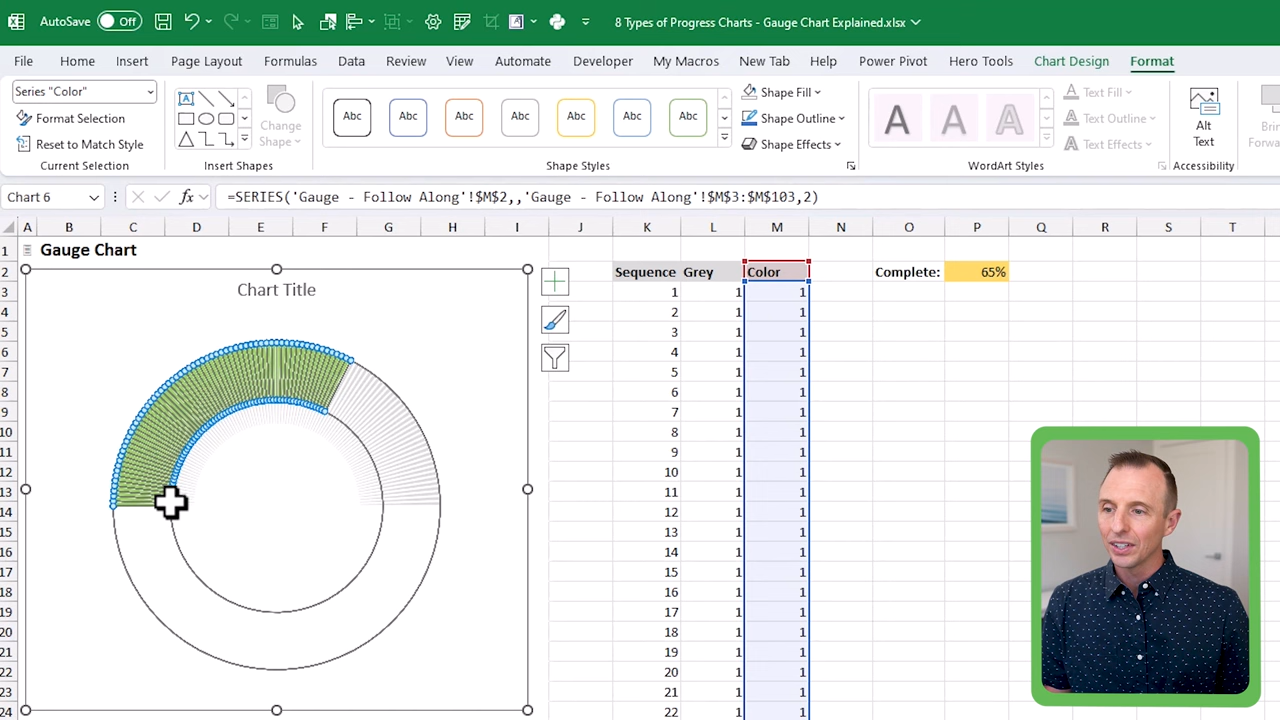 AutoSave Off 8 Types of Progress Charts - Gauge Chart Explained.xlsx
File Home Insert Page Layout Formulas Data Review View Automate Developer My Macros New Tab Help Power Pivot Hero Tools Chart Design Format
Series "Color"
Format Selection
Reset to Match Style
Current Selection
Change
Shape
Insert Shapes
Abc Abc Abc Abc Abc Abc Abc
Shape Fill
Shape Outline
Shape Effects
Shape Styles
A A A
Text Fill
Text Outline
Text Effects
WordArt Styles
Alt
Text
Accessibility
Brin
Forwa
Chart 6 fx =SERIES('Gauge - Follow Along'!$M$2,,'Gauge - Follow Along'!$M$3:$M$103,2)
A B C D E F G H I J K L M N O P Q R S T
1 Gauge Chart
2 Sequence Grey Color Complete: 65%
Chart Title
3 1 1 1
4 2 1 1
5 3 1 1
6 4 1 1
7 5 1 1
8 6 1 1
9 7 1 1
10 8 1 1
11 9 1 1
12 10 1 1
13 11 1 1
14 12 1 1
15 13 1 1
16 14 1 1
17 15 1 1
18 16 1 1
19 17 1 1
20 18 1 1
21 19 1 1
22 20 1 1
23 21 1 1
24 22 1 1